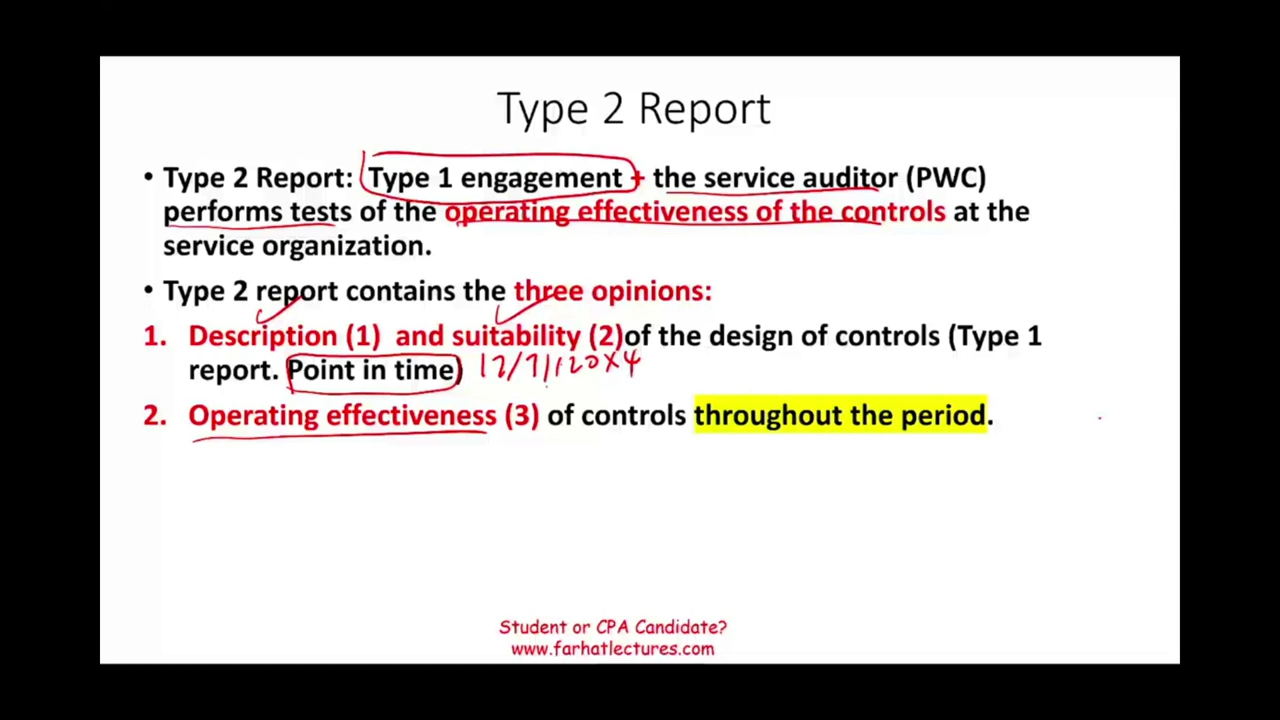 Type 2 Report
• Type 2 Report: Type 1 engagement + the service auditor (PWC)
performs tests of the operating effectiveness of the controls at the
service organization.
• Type 2 report contains the three opinions:
1. Description (1) and suitability (2)of the design of controls (Type 1
report. Point in time)
2. Operating effectiveness (3) of controls throughout the period.
Student or CPA Candidate?
www.farhatlectures.com